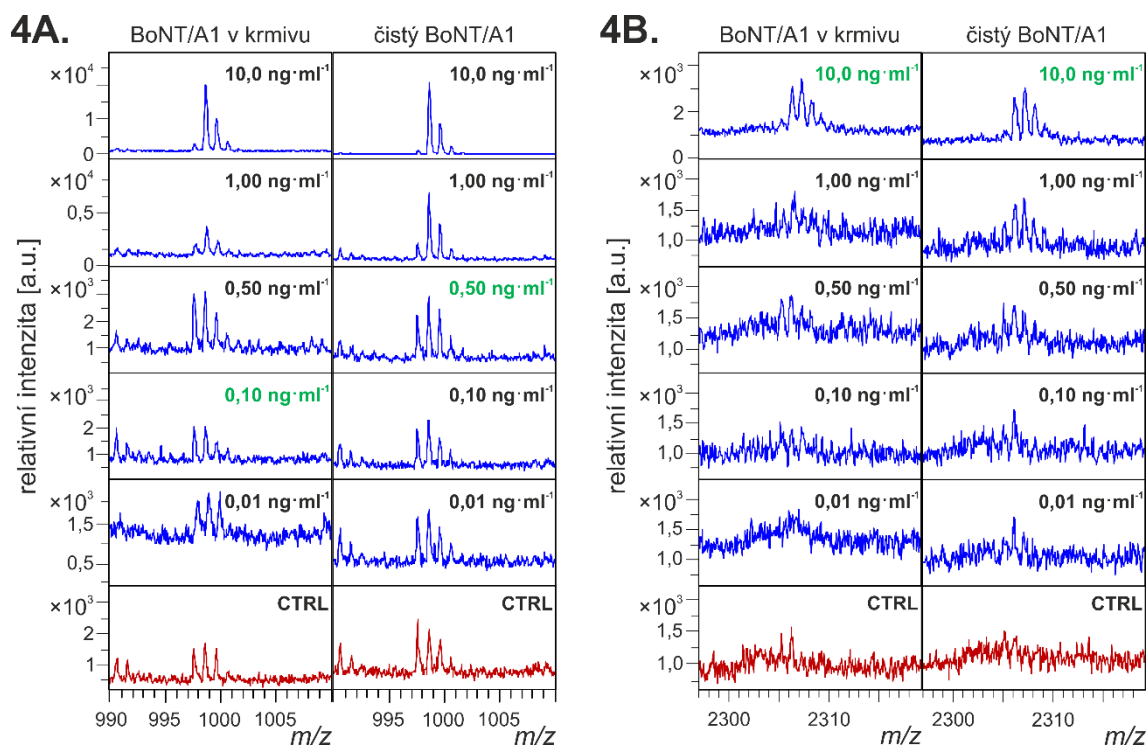 4A.
BoNT/A1 v krmivu
čistý BoNT/A1
×10⁴
10,0 ng·ml⁻¹
10,0 ng·ml⁻¹
1
0
×10⁴
1,00 ng·ml⁻¹
1,00 ng·ml⁻¹
0,5
0
×10³
0,50 ng·ml⁻¹
0,50 ng·ml⁻¹
2
1
×10³
0,10 ng·ml⁻¹
0,10 ng·ml⁻¹
2
1
×10³
0,01 ng·ml⁻¹
0,01 ng·ml⁻¹
1,5
0,5
×10³
CTRL
CTRL
2
1
relativní intenzita [a.u.]
990
995
1000
1005
995
1000
1005
m/z
m/z
4B.
BoNT/A1 v krmivu
čistý BoNT/A1
×10³
10,0 ng·ml⁻¹
10,0 ng·ml⁻¹
2
0
×10³
1,00 ng·ml⁻¹
1,00 ng·ml⁻¹
1,5
1,0
×10³
0,50 ng·ml⁻¹
0,50 ng·ml⁻¹
1,5
1,0
×10³
0,10 ng·ml⁻¹
0,10 ng·ml⁻¹
1,5
1,0
×10³
0,01 ng·ml⁻¹
0,01 ng·ml⁻¹
1,5
1,0
×10³
CTRL
CTRL
1,5
1,0
relativní intenzita [a.u.]
2300
2310
2300
2310
m/z
m/z